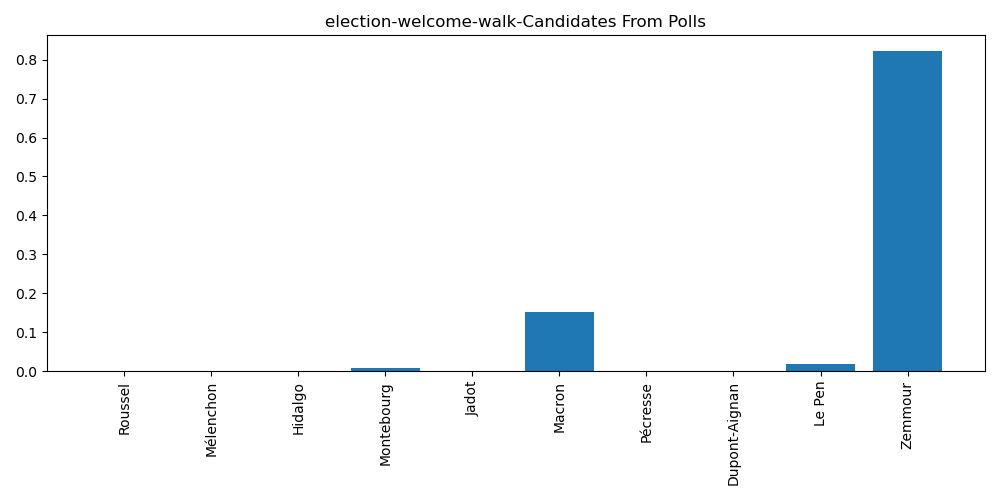 election-welcome-walk-Candidates From Polls
0.8
0.7
0.6
0.5
0.4
0.3
0.2
0.1
0.0
Roussel
Mélenchon
Hidalgo
Montebourg
Jadot
Macron
Pécresse
Dupont-Aignan
Le Pen
Zemmour